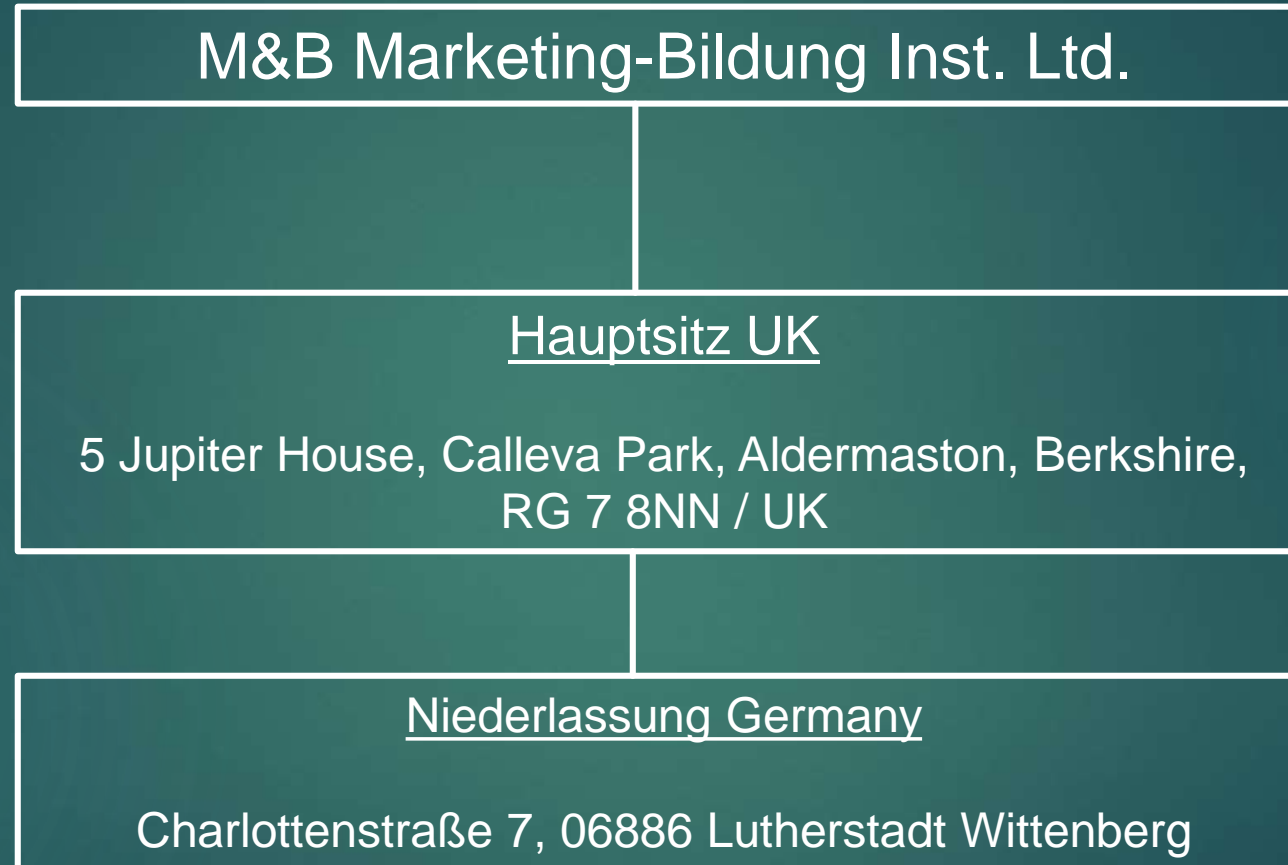 M&B Marketing-Bildung Inst. Ltd.
Hauptsitz UK
5 Jupiter House, Calleva Park, Aldermaston, Berkshire,
RG 7 8NN / UK
Niederlassung Germany
Charlottenstraße 7, 06886 Lutherstadt Wittenberg